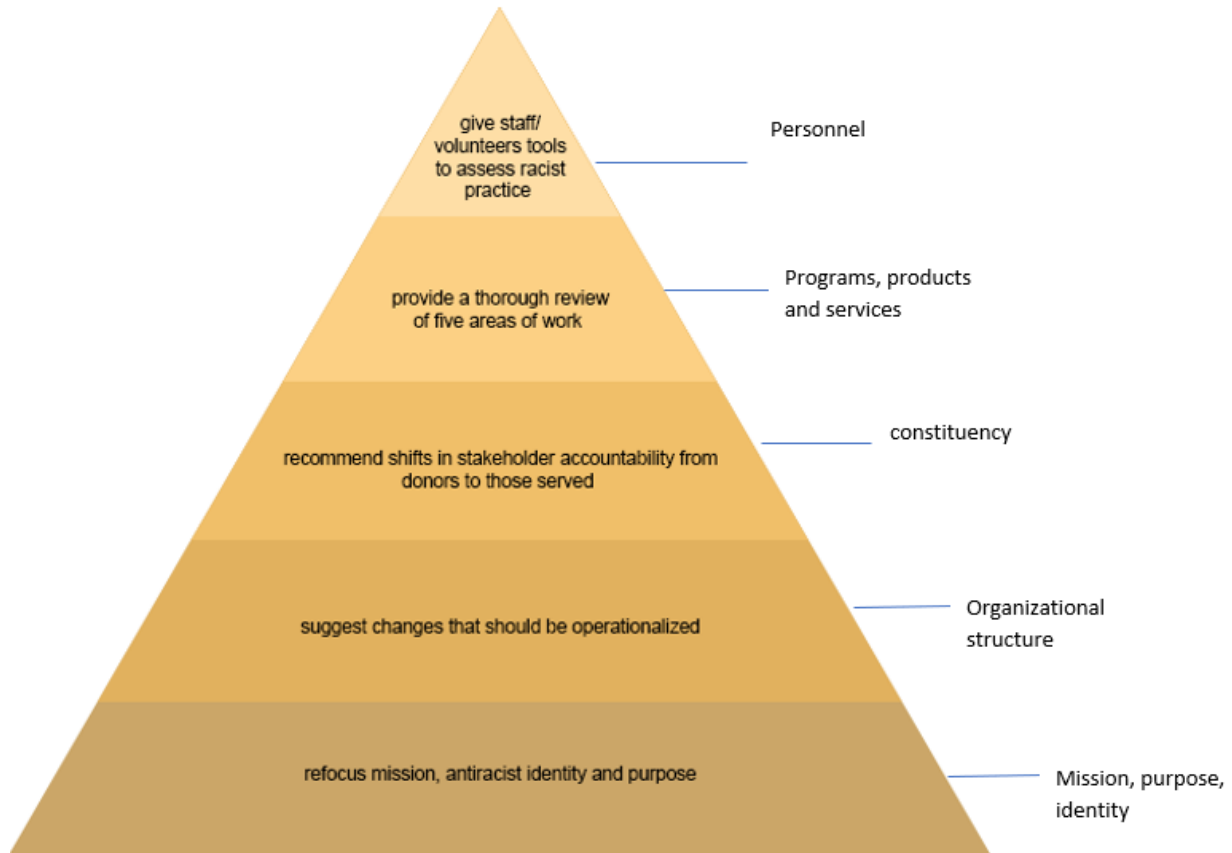 give staff/
volunteers tools
to assess racist
practice
Personnel
provide a thorough review
of five areas of work
Programs, products
and services
recommend shifts in stakeholder accountability from
donors to those served
constituency
suggest changes that should be operationalized
Organizational
structure
refocus mission, antiracist identity and purpose
Mission, purpose,
identity